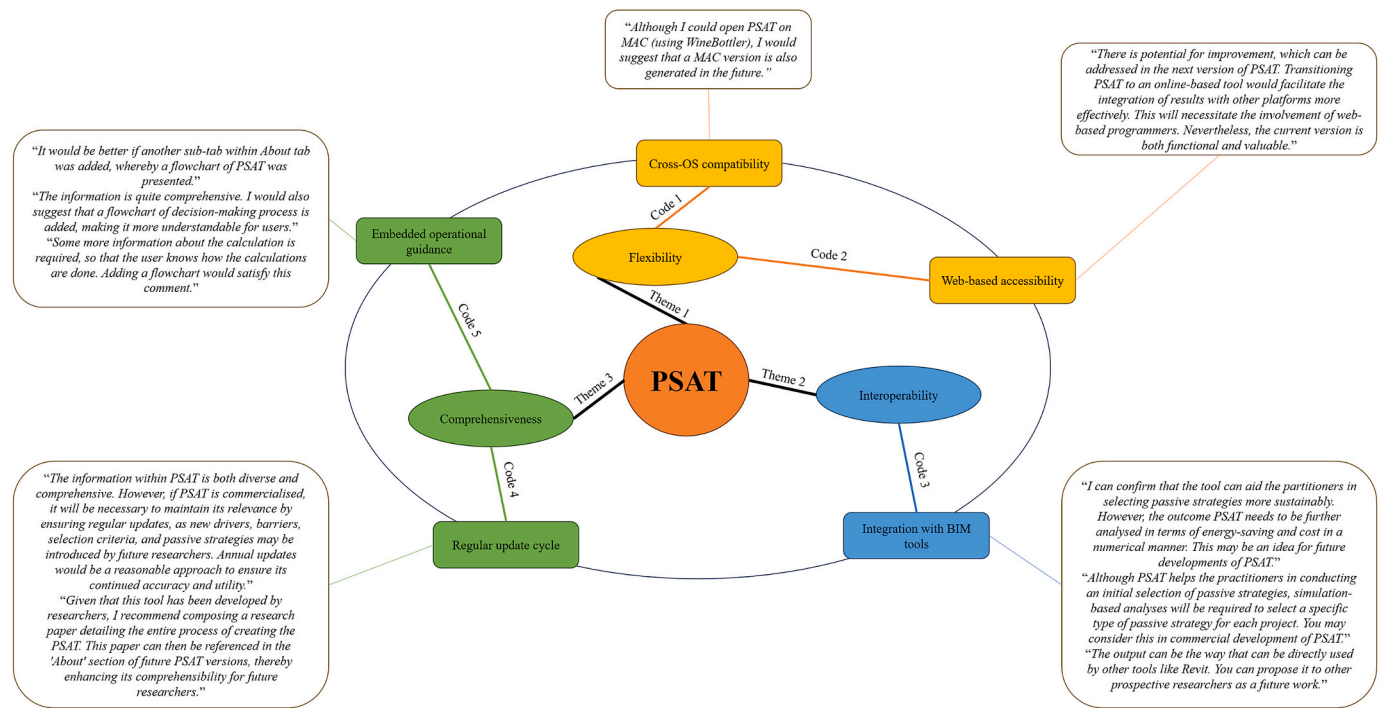 “Although I could open PSAT on
MAC (using WineBottler), I would
suggest that a MAC version is also
generated in the future.”
“There is potential for improvement, which can be
addressed in the next version of PSAT. Transitioning
PSAT to an online-based tool would facilitate the
integration of results with other platforms more
effectively. This will necessitate the involvement of web-
based programmers. Nevertheless, the current version is
both functional and valuable.”
“It would be better if another sub-tab within About tab
was added, whereby a flowchart of PSAT was
presented.”
“The information is quite comprehensive. I would also
suggest that a flowchart of decision-making process is
added, making it more understandable for users.”
“Some more information about the calculation is
required, so that the user knows how the calculations
are done. Adding a flowchart would satisfy this
comment.”
Cross-OS compatibility
Code 1
Embedded operational
guidance
Flexibility
Code 2
Web-based accessibility
Theme 1
Code 5
PSAT
Theme 2
Theme 3
Interoperability
Comprehensiveness
Code 3
Code 4
Regular update cycle
Integration with BIM
tools
“The information within PSAT is both diverse and
comprehensive. However, if PSAT is commercialised,
it will be necessary to maintain its relevance by
ensuring regular updates, as new drivers, barriers,
selection criteria, and passive strategies may be
introduced by future researchers. Annual updates
would be a reasonable approach to ensure its
continued accuracy and utility.”
“Given that this tool has been developed by
researchers, I recommend composing a research
paper detailing the entire process of creating the
PSAT. This paper can then be referenced in the
'About' section of future PSAT versions, thereby
enhancing its comprehensibility for future
researchers.”
“I can confirm that the tool can aid the partitioners in
selecting passive strategies more sustainably.
However, the outcome PSAT needs to be further
analysed in terms of energy-saving and cost in a
numerical manner. This may be an idea for future
developments of PSAT.”
“Although PSAT helps the practitioners in conducting
an initial selection of passive strategies, simulation-
based analyses will be required to select a specific
type of passive strategy for each project. You may
consider this in commercial development of PSAT.”
“The output can be the way that can be directly used
by other tools like Revit. You can propose it to other
prospective researchers as a future work.”